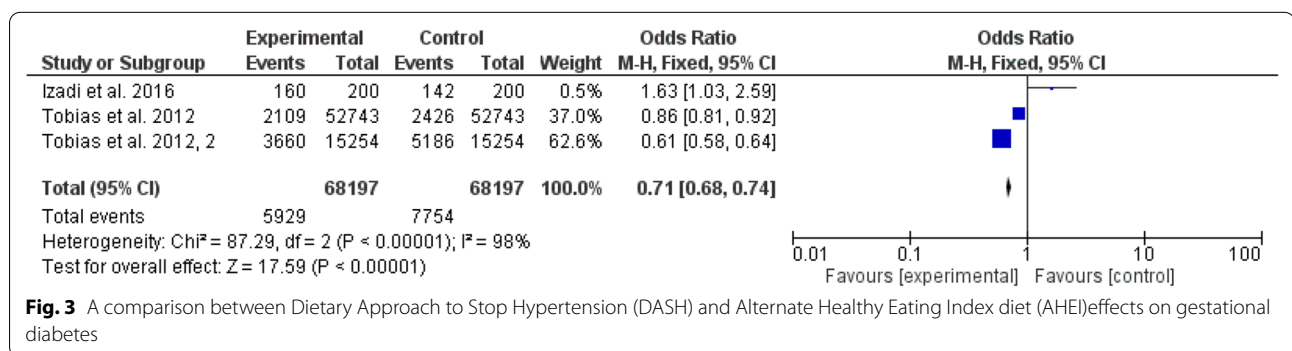 Experimental Control Odds Ratio Odds Ratio
Study or Subgroup Events Total Events Total Weight M-H, Fixed, 95% CI M-H, Fixed, 95% CI
Izadi et al. 2016 160 200 142 200 0.5% 1.63 [1.03, 2.59]
Tobias et al. 2012 2109 52743 2426 52743 37.0% 0.86 [0.81, 0.92]
Tobias et al. 2012, 2 3660 15254 5186 15254 62.6% 0.61 [0.58, 0.64]
Total (95% CI) 68197 68197 100.0% 0.71 [0.68, 0.74]
Total events 5929 7754
Heterogeneity: Chi² = 87.29, df = 2 (P < 0.00001); I² = 98%
Test for overall effect: Z = 17.59 (P < 0.00001)
0.01 0.1 1 10 100
Favours [experimental] Favours [control]
Fig. 3 A comparison between Dietary Approach to Stop Hypertension (DASH) and Alternate Healthy Eating Index diet (AHEI)effects on gestational
diabetes